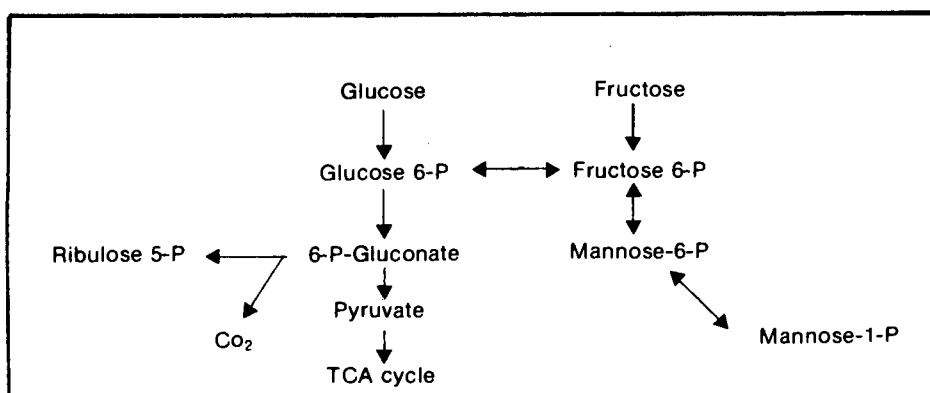 Glucose Fructose
Glucose 6-P Fructose 6-P
Ribulose 5-P 6-P-Gluconate Mannose-6-P
Pyruvate
Co₂ Mannose-1-P
TCA cycle